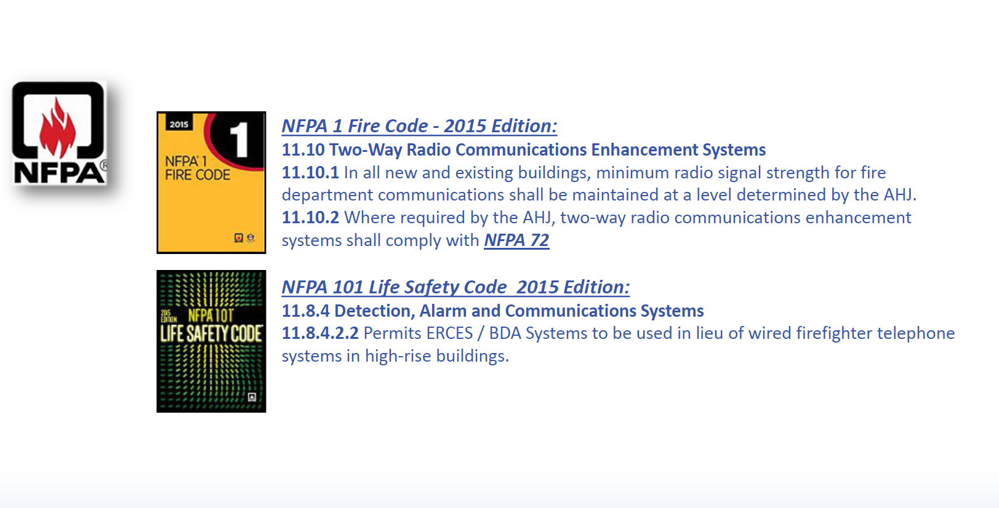 NFPA®
2015
1
NFPA® 1
FIRE CODE
NFPA 1 Fire Code - 2015 Edition:
11.10 Two-Way Radio Communications Enhancement Systems
11.10.1 In all new and existing buildings, minimum radio signal strength for fire
department communications shall be maintained at a level determined by the AHJ.
11.10.2 Where required by the AHJ, two-way radio communications enhancement
systems shall comply with NFPA 72
2015
EDITION
NFPA 101
LIFE SAFETY CODE
NFPA 101 Life Safety Code  2015 Edition:
11.8.4 Detection, Alarm and Communications Systems
11.8.4.2.2 Permits ERCES / BDA Systems to be used in lieu of wired firefighter telephone
systems in high-rise buildings.